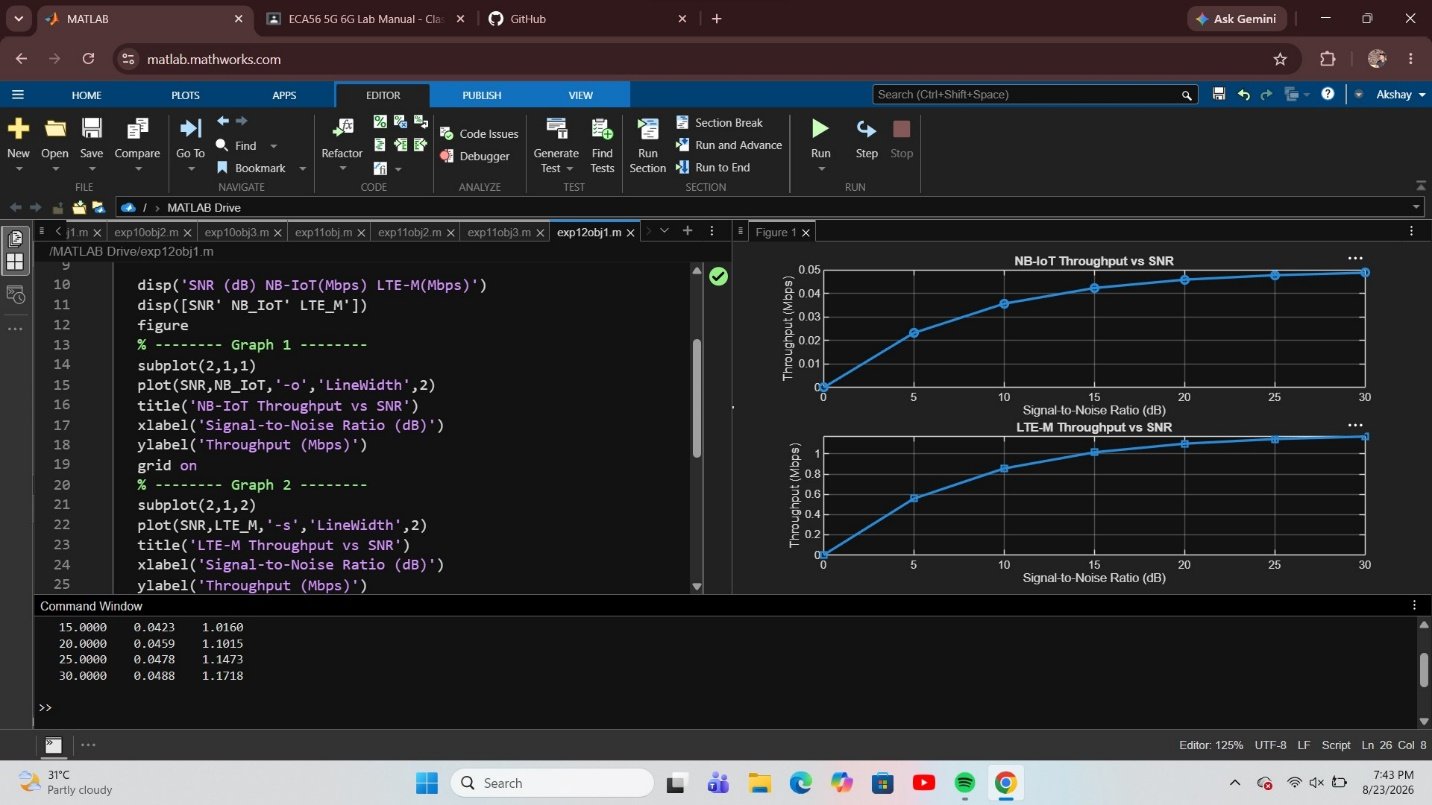 MATLAB
ECA56 5G 6G Lab Manual - Clas
GitHub
Ask Gemini
matlab.mathworks.com
HOME
PLOTS
APPS
EDITOR
PUBLISH
VIEW
Search (Ctrl+Shift+Space)
Akshay
New
Open
Save
Compare
FILE
Go To
Find
Bookmark
NAVIGATE
Refactor
CODE
Code Issues
Debugger
ANALYZE
Generate Test
Find Tests
TEST
Run Section
Section Break
Run and Advance
Run to End
SECTION
Run
Step
Stop
RUN
/ > MATLAB Drive
j1.m
exp10obj2.m
exp10obj3.m
exp11obj.m
exp11obj2.m
exp11obj3.m
exp12obj1.m
/MATLAB Drive/exp12obj1.m
9
10 disp('SNR (dB) NB-IoT(Mbps) LTE-M(Mbps)')
11 disp([SNR' NB_IoT' LTE_M'])
12 figure
13 % -------- Graph 1 --------
14 subplot(2,1,1)
15 plot(SNR,NB_IoT,'-o','LineWidth',2)
16 title('NB-IoT Throughput vs SNR')
17 xlabel('Signal-to-Noise Ratio (dB)')
18 ylabel('Throughput (Mbps)')
19 grid on
20 % -------- Graph 2 --------
21 subplot(2,1,2)
22 plot(SNR,LTE_M,'-s','LineWidth',2)
23 title('LTE-M Throughput vs SNR')
24 xlabel('Signal-to-Noise Ratio (dB)')
25 ylabel('Throughput (Mbps)')
Figure 1
NB-IoT Throughput vs SNR
Throughput (Mbps)
0.05
0.04
0.03
0.02
0.01
0
0 5 10 15 20 25 30
Signal-to-Noise Ratio (dB)
LTE-M Throughput vs SNR
Throughput (Mbps)
1
0.8
0.6
0.4
0.2
0
0 5 10 15 20 25 30
Signal-to-Noise Ratio (dB)
Command Window
15.0000 0.0423 1.0160
20.0000 0.0459 1.1015
25.0000 0.0478 1.1473
30.0000 0.0488 1.1718
>>
Editor: 125% UTF-8 LF Script Ln 26 Col 8
31°C
Partly cloudy
Search
7:43 PM
8/23/2026